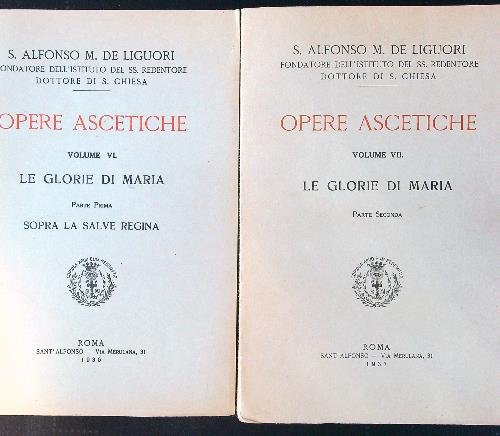 S. ALFONSO M. DE LIGUORI
FONDATORE DELL'ISTITUTO DEL SS. REDENTORE
DOTTORE DI S. CHIESA
OPERE ASCETICHE
VOLUME VI.
LE GLORIE DI MARIA
PARTE PRIMA
SOPRA LA SALVE REGINA
ROMA
SANT'ALFONSO — VIA MERULANA, 31
1936
S. ALFONSO M. DE LIGUORI
FONDATORE DELL'ISTITUTO DEL SS. REDENTORE
DOTTORE DI S. CHIESA
OPERE ASCETICHE
VOLUME VII.
LE GLORIE DI MARIA
PARTE SECONDA
ROMA
SANT'ALFONSO — VIA MERULANA, 31
1937